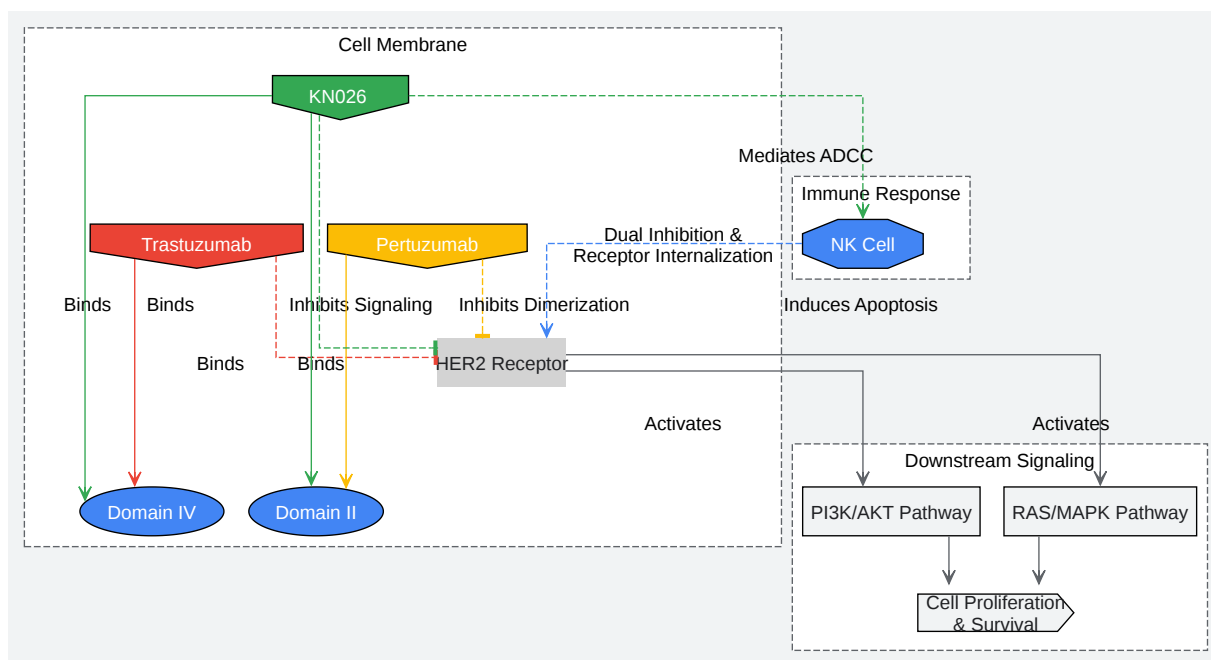 Cell Membrane
KN026
Mediates ADCC
Immune Response
Trastuzumab
Pertuzumab
Dual Inhibition &
Receptor Internalization
NK Cell
Binds
Binds
Inhibits Signaling
Inhibits Dimerization
Induces Apoptosis
Binds
Binds
HER2 Receptor
Activates
Activates
Downstream Signaling
Domain IV
Domain II
PI3K/AKT Pathway
RAS/MAPK Pathway
Cell Proliferation
& Survival